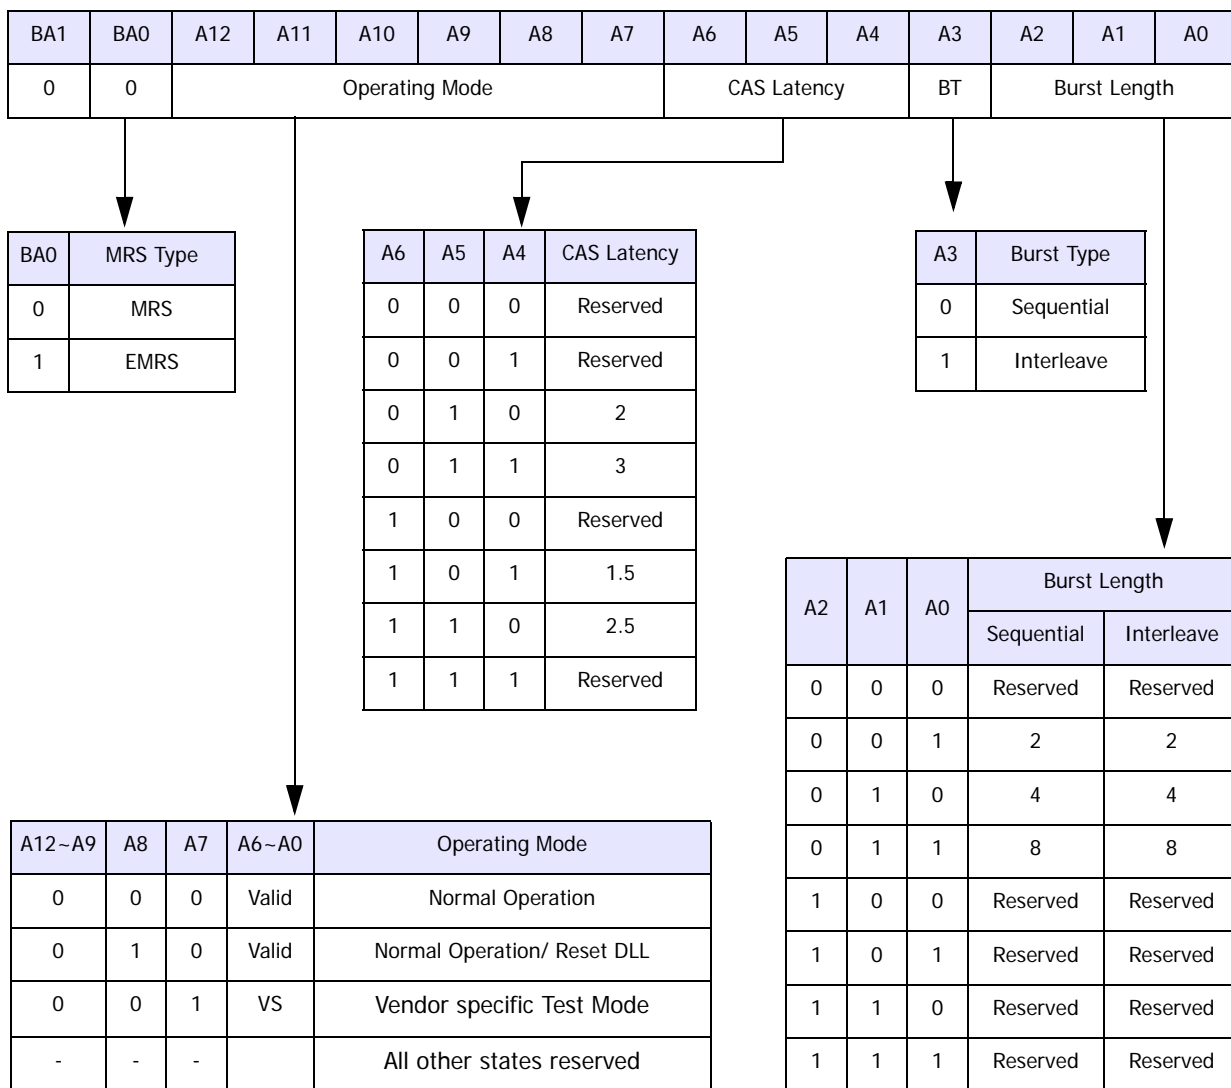 BA1 BA0 A12 A11 A10 A9 A8 A7 A6 A5 A4 A3 A2 A1 A0
0 0 Operating Mode CAS Latency BT Burst Length
BA0 MRS Type
0 MRS
1 EMRS
A6 A5 A4 CAS Latency
0 0 0 Reserved
0 0 1 Reserved
0 1 0 2
0 1 1 3
1 0 0 Reserved
1 0 1 1.5
1 1 0 2.5
1 1 1 Reserved
A3 Burst Type
0 Sequential
1 Interleave
A2 A1 A0 Burst Length
Sequential Interleave
0 0 0 Reserved Reserved
0 0 1 2 2
0 1 0 4 4
0 1 1 8 8
1 0 0 Reserved Reserved
1 0 1 Reserved Reserved
1 1 0 Reserved Reserved
1 1 1 Reserved Reserved
A12~A9 A8 A7 A6~A0 Operating Mode
0 0 0 Valid Normal Operation
0 1 0 Valid Normal Operation/ Reset DLL
0 0 1 VS Vendor specific Test Mode
- - - All other states reserved